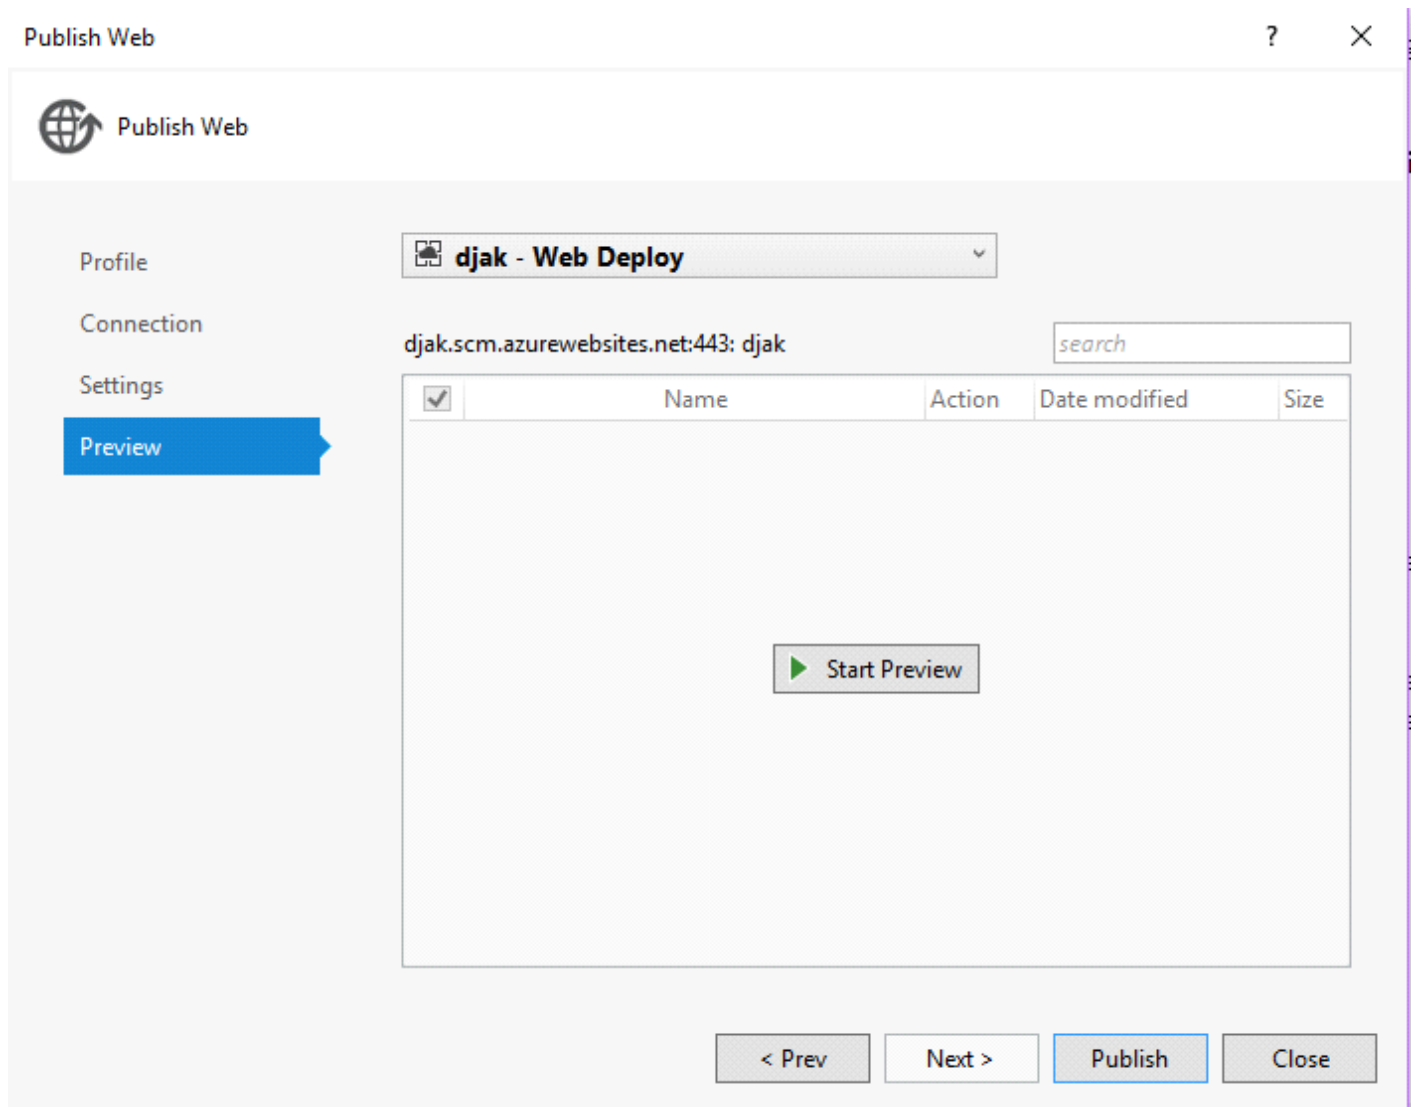 Publish Web
?
Publish Web
Profile
Connection
Settings
Preview
djak - Web Deploy
djak.scm.azurewebsites.net:443: djak
search
Name Action Date modified Size
Start Preview
< Prev Next > Publish Close